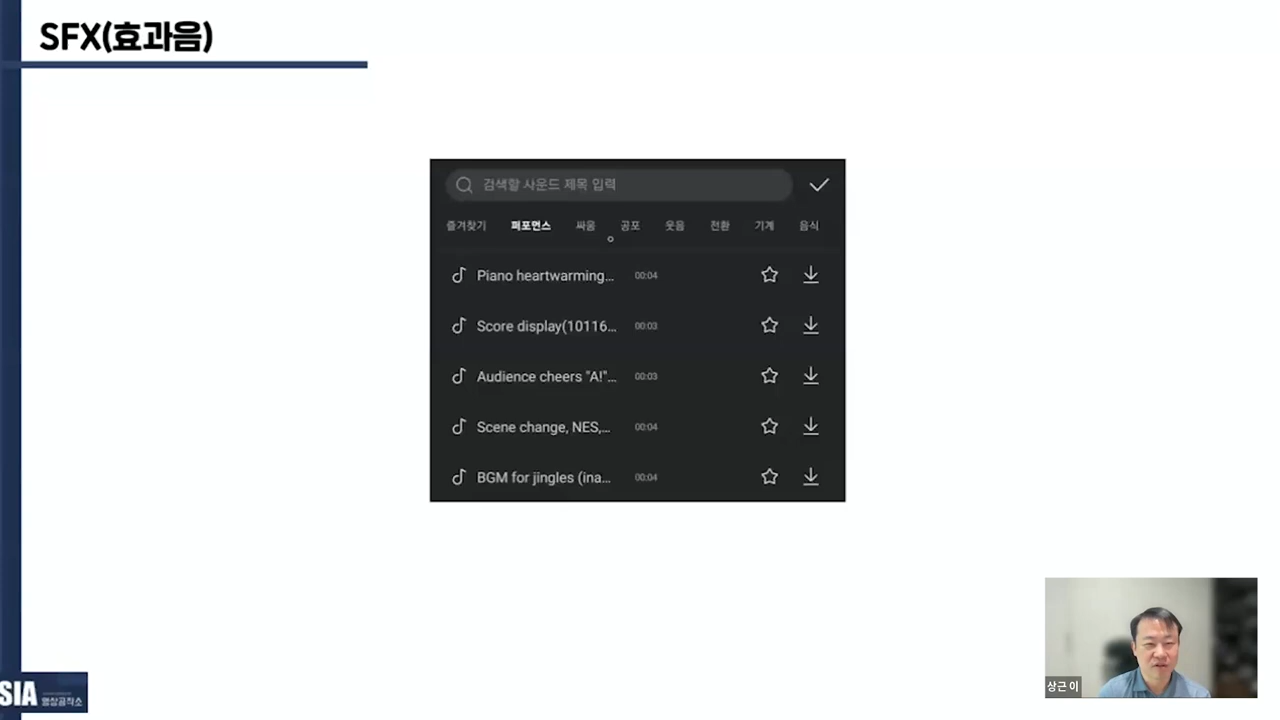 SFX(효과음)
검색할 사운드 제목 입력
즐겨찾기 퍼포먼스 싸움 공포 웃음 전환 기계 음식
Piano heartwarming... 00:04
Score display(10116... 00:03
Audience cheers "A!"... 00:03
Scene change, NES,... 00:04
BGM for jingles (ina... 00:04
상근 이
SIA 영상공작소